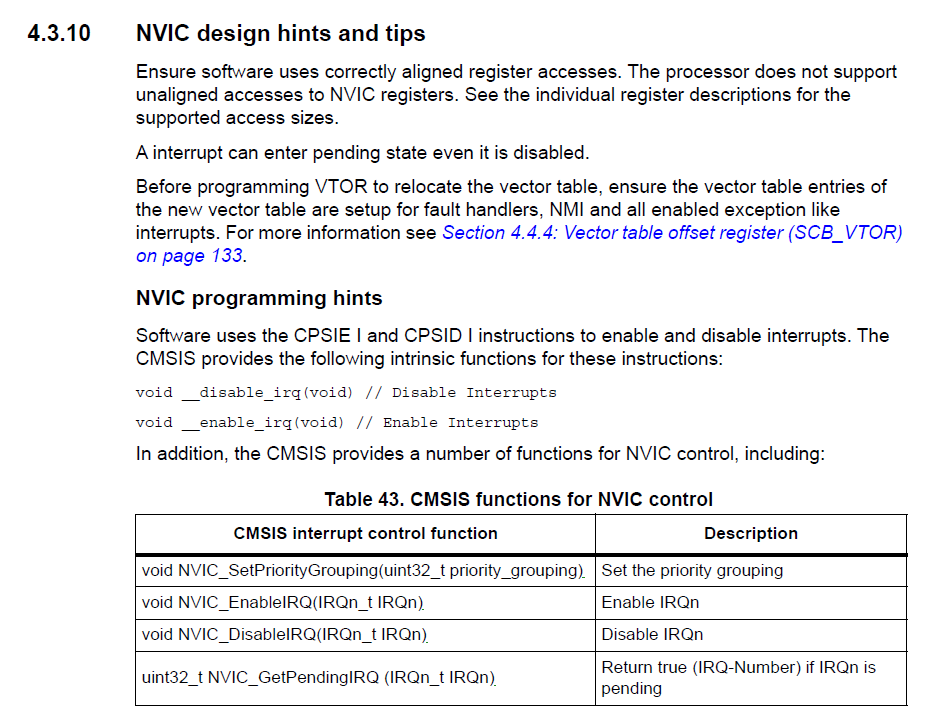 4.3.10 NVIC design hints and tips
Ensure software uses correctly aligned register accesses. The processor does not support
unaligned accesses to NVIC registers. See the individual register descriptions for the
supported access sizes.
A interrupt can enter pending state even it is disabled.
Before programming VTOR to relocate the vector table, ensure the vector table entries of
the new vector table are setup for fault handlers, NMI and all enabled exception like
interrupts. For more information see Section 4.4.4: Vector table offset register (SCB_VTOR)
on page 133.
NVIC programming hints
Software uses the CPSIE I and CPSID I instructions to enable and disable interrupts. The
CMSIS provides the following intrinsic functions for these instructions:
void __disable_irq(void) // Disable Interrupts
void __enable_irq(void) // Enable Interrupts
In addition, the CMSIS provides a number of functions for NVIC control, including:
Table 43. CMSIS functions for NVIC control
CMSIS interrupt control function Description
void NVIC_SetPriorityGrouping(uint32_t priority_grouping) Set the priority grouping
void NVIC_EnableIRQ(IRQn_t IRQn) Enable IRQn
void NVIC_DisableIRQ(IRQn_t IRQn) Disable IRQn
uint32_t NVIC_GetPendingIRQ (IRQn_t IRQn) Return true (IRQ-Number) if IRQn is
pending